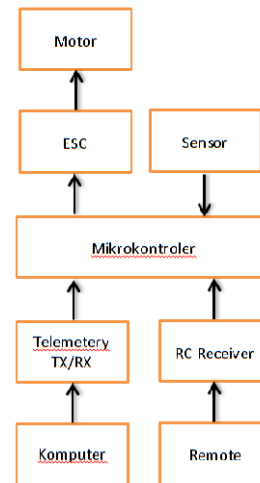 Motor
ESC
Sensor
Mikrokontroler
Telemetery
TX/RX
RC Receiver
Komputer
Remote